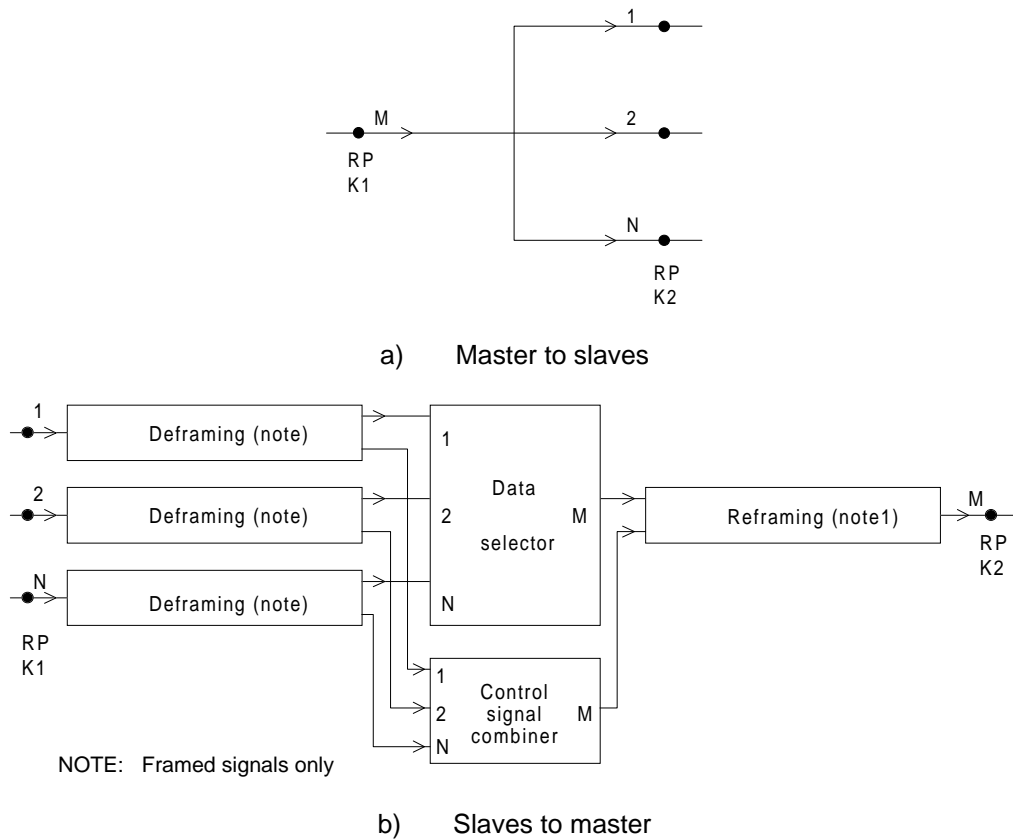 1
M
2
RP
K1
N
RP
K2
a) Master to slaves
1
Deframing (note)
1
2
Deframing (note)
Data
2
M
selector
Reframing (note1)
M
RP
K2
N
Deframing (note)
N
RP
K1
1
Control
2
signal
M
combiner
N
NOTE: Framed signals only
b) Slaves to master